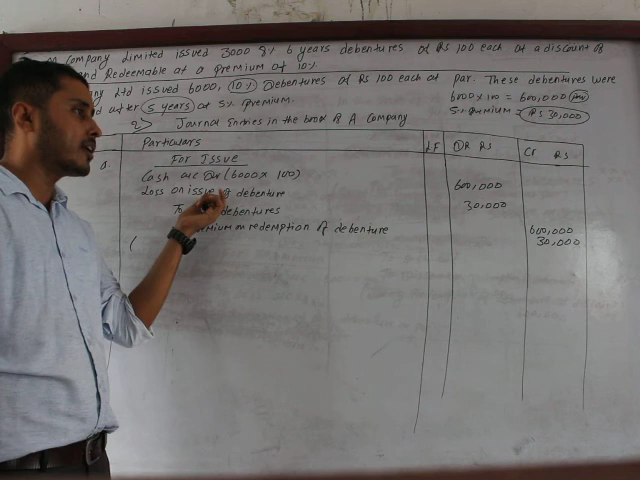 Company Limited issued 3000 8% 6 years debentures of RS 100 each at a discount of
and Redeemable at a premium of 10%
Ltd issued 6000, 10% Debentures of RS 100 each at par. These debentures were
after 5 years at 5% premium.
6000 x 100 = 600,000
5% premium = RS 30,000
Journal Entries in the book of A Company
Particulars LF DR RS CR RS
For Issue
Cash a/c Dr (6000 x 100) 600,000
Loss on issue of debenture 30,000
debentures 600,000
premium on redemption of debenture 30,000
(